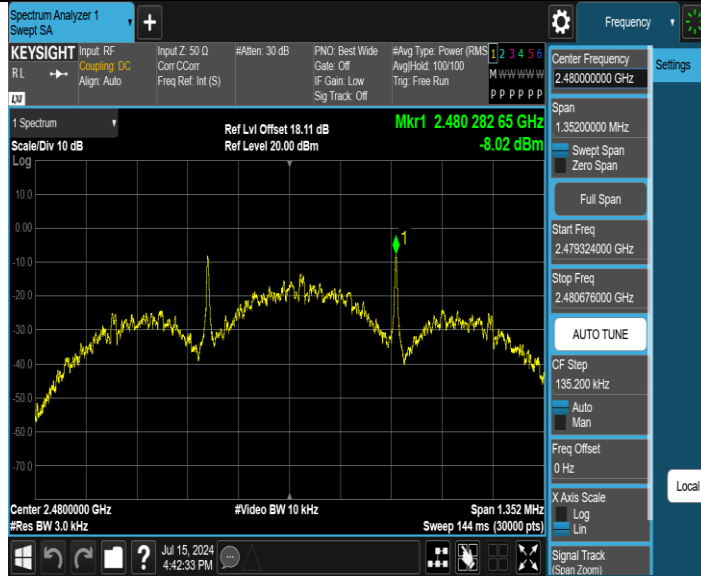 Spectrum Analyzer 1
Swept SA
Frequency
KEYSIGHT
RL
LXI
Input: RF
Coupling: DC
Align: Auto
Input Z: 50 Ω
Corr CCorr
Freq Ref: Int (S)
#Atten: 30 dB
PNO: Best Wide
Gate: Off
IF Gain: Low
Sig Track: Off
#Avg Type: Power (RMS
Avg|Hold: 100/100
Trig: Free Run
1 2 3 4 5 6
M W W W W W
P P P P P P
1 Spectrum
Scale/Div 10 dB
Log
Ref Lvl Offset 18.11 dB
Ref Level 20.00 dBm
Mkr1 2.480 282 65 GHz
-8.02 dBm
10.0
0.00
-10.0
-20.0
-30.0
-40.0
-50.0
-60.0
-70.0
1
Center 2.4800000 GHz
#Res BW 3.0 kHz
#Video BW 10 kHz
Span 1.352 MHz
Sweep 144 ms (30000 pts)
Center Frequency
2.480000000 GHz
Span
1.35200000 MHz
Swept Span
Zero Span
Full Span
Start Freq
2.479324000 GHz
Stop Freq
2.480676000 GHz
AUTO TUNE
CF Step
135.200 kHz
Auto
Man
Freq Offset
0 Hz
X Axis Scale
Log
Lin
Signal Track
(Span Zoom)
Settings
Local
?
Jul 15, 2024
4:42:33 PM